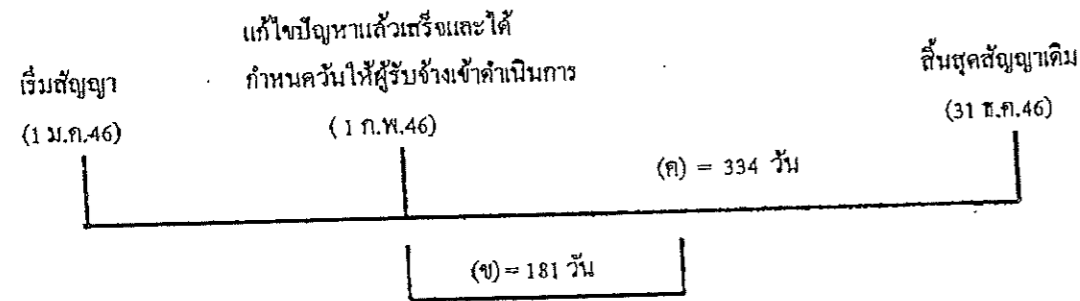 แก้ไขปัญหาแล้วเสร็จและได้
กำหนดวันให้ผู้รับจ้างเข้าดำเนินการ
เริ่มสัญญา
สิ้นสุดสัญญาเดิม
(1 ม.ค.46)
( 1 ก.พ.46)
(31 ธ.ค.46)
(ค) = 334 วัน
(ข) = 181 วัน